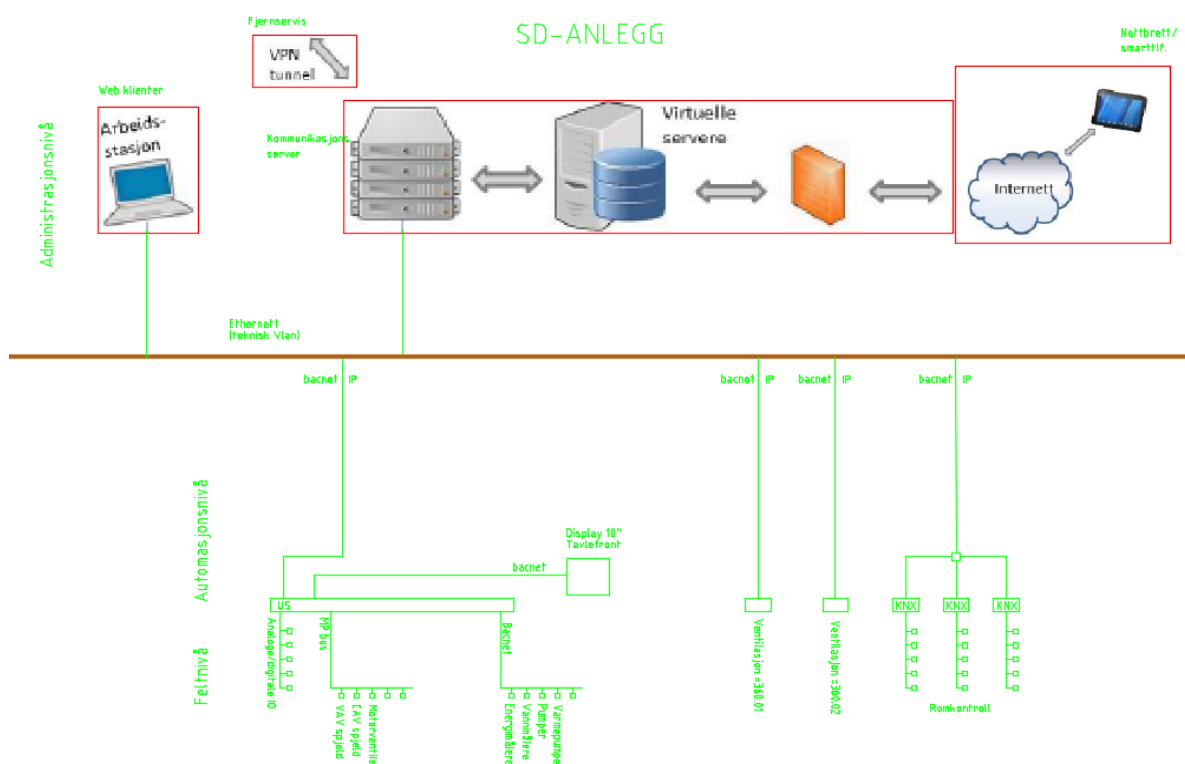 Fjernservis
SD-ANLEGG
Nettbrett/
smarttlf.
VPN
tunnel
Web klienter
Arbeids-
stasjon
Kommunikasjons
server
Virtuelle
servere
Internett
Administrasjonsnivå
Ethernett
(teknisk Vlan)
bacnet IP
bacnet IP
bacnet IP
bacnet IP
Automasjonsnivå
Display 10"
Tavlefront
bacnet
US
KNX
KNX
KNX
Feltnivå
Analoge/digitale IO
MP bus
Bacnet
Ventilasjon =360.01
Ventilasjon =360.02
Romkontroll
VAV spjeld
CAV spjeld
Motorventile
Energimålere
Vannmålere
Pumper
Varmepumpe